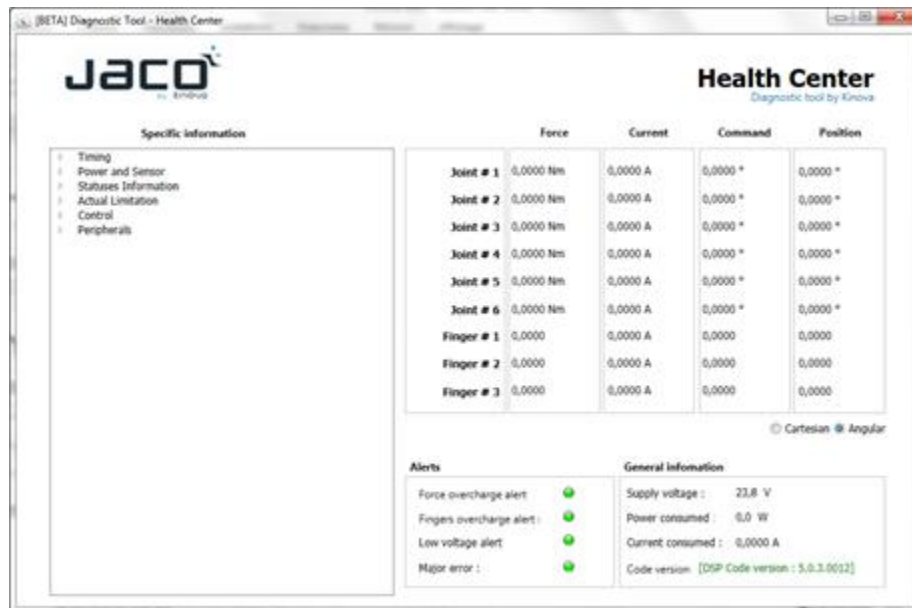 [BETA] Diagnostic Tool - Health Center
Jaco
by kinova
Health Center
Diagnostic tool by Kinova
Specific information
Timing
Power and Sensor
Statuses Information
Actual Limitation
Control
Peripherals
Force Current Command Position
Joint # 1 0,0000 Nm 0,0000 A 0,0000 ° 0,0000 °
Joint # 2 0,0000 Nm 0,0000 A 0,0000 ° 0,0000 °
Joint # 3 0,0000 Nm 0,0000 A 0,0000 ° 0,0000 °
Joint # 4 0,0000 Nm 0,0000 A 0,0000 ° 0,0000 °
Joint # 5 0,0000 Nm 0,0000 A 0,0000 ° 0,0000 °
Joint # 6 0,0000 Nm 0,0000 A 0,0000 ° 0,0000 °
Finger # 1 0,0000 0,0000 A 0,0000 0,0000
Finger # 2 0,0000 0,0000 A 0,0000 0,0000
Finger # 3 0,0000 0,0000 A 0,0000 0,0000
Cartesian Angular
Alerts
Force overcharge alert
Fingers overcharge alert :
Low voltage alert
Major error :
General infomation
Supply voltage : 23,8 V
Power consumed : 0,0 W
Current consumed : 0,0000 A
Code version [DSP Code version : 5.0.3.0012]